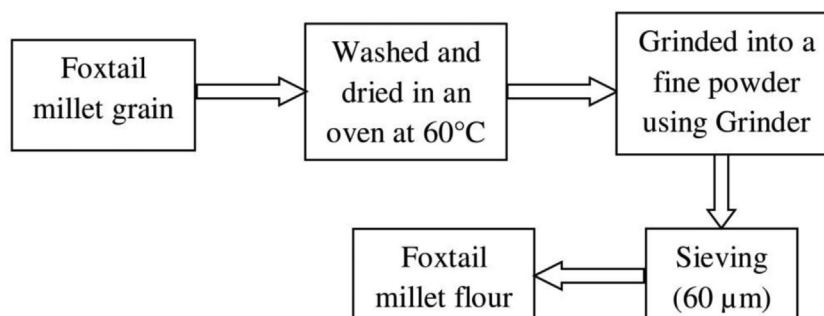 Foxtail
millet grain
Washed and
dried in an
oven at 60°C
Grinded into a
fine powder
using Grinder
Sieving
(60 µm)
Foxtail
millet flour